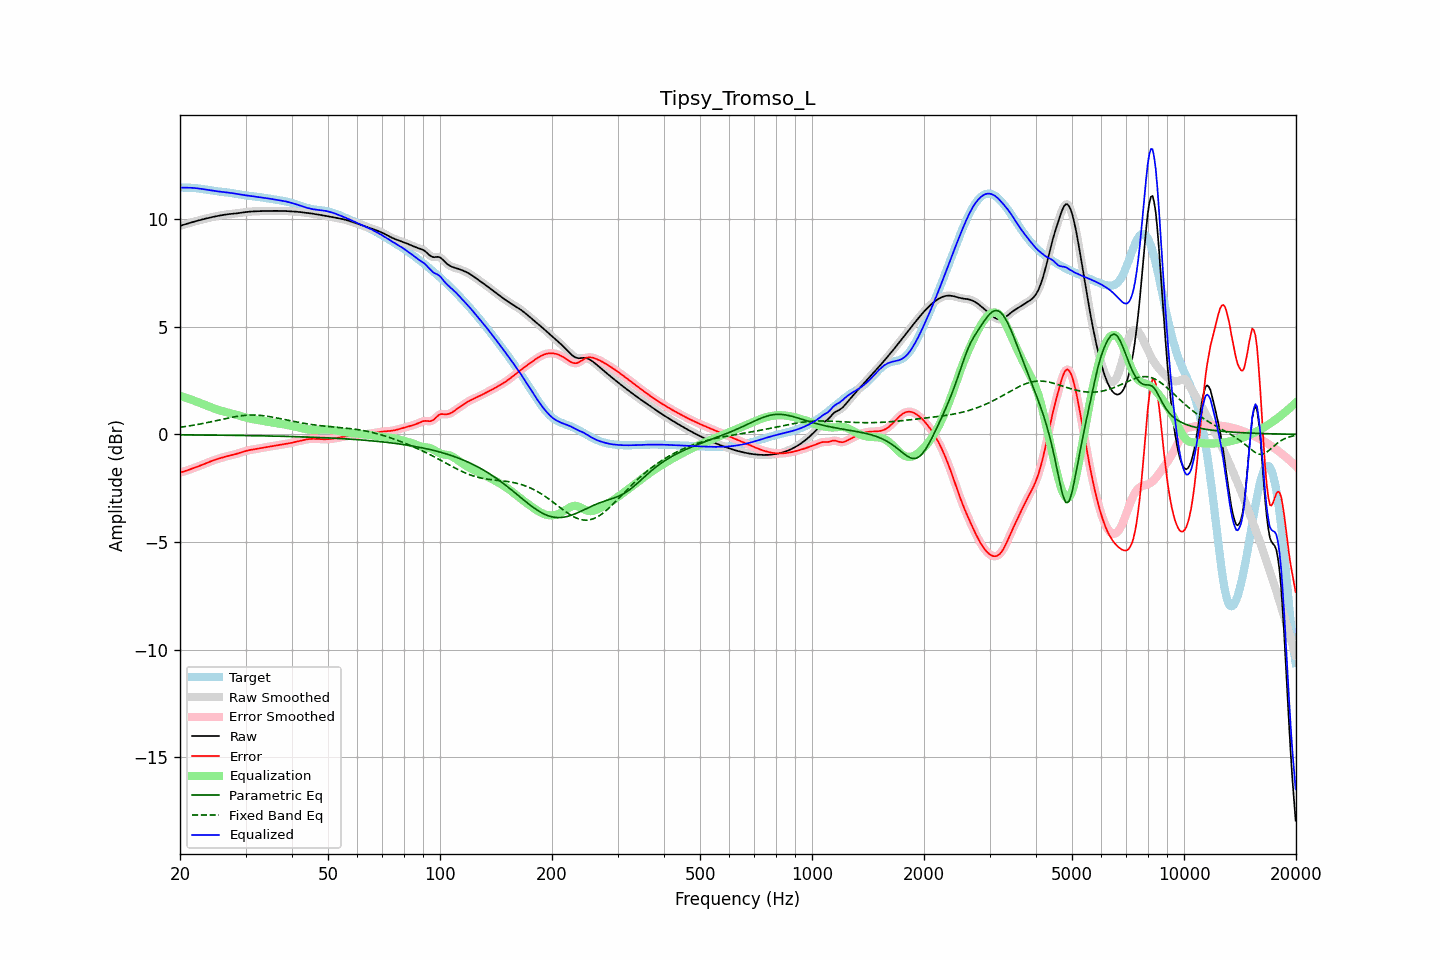 Tipsy_Tromso_L
Amplitude (dBr)
10
5
0
−5
−10
−15
Target
Raw Smoothed
Error Smoothed
Raw
Error
Equalization
Parametric Eq
Fixed Band Eq
Equalized
20 50 100 200 500 1000 2000 5000 10000 20000
Frequency (Hz)